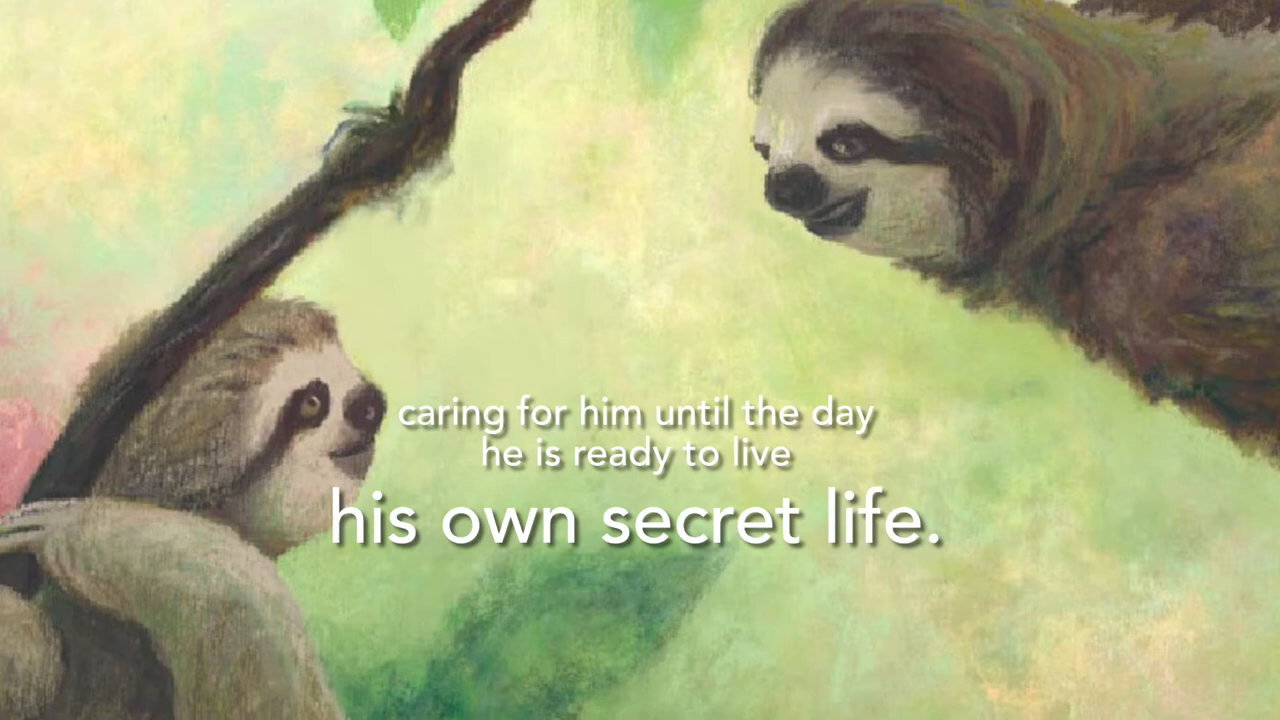 caring for him until the day
he is ready to live
his own secret life.